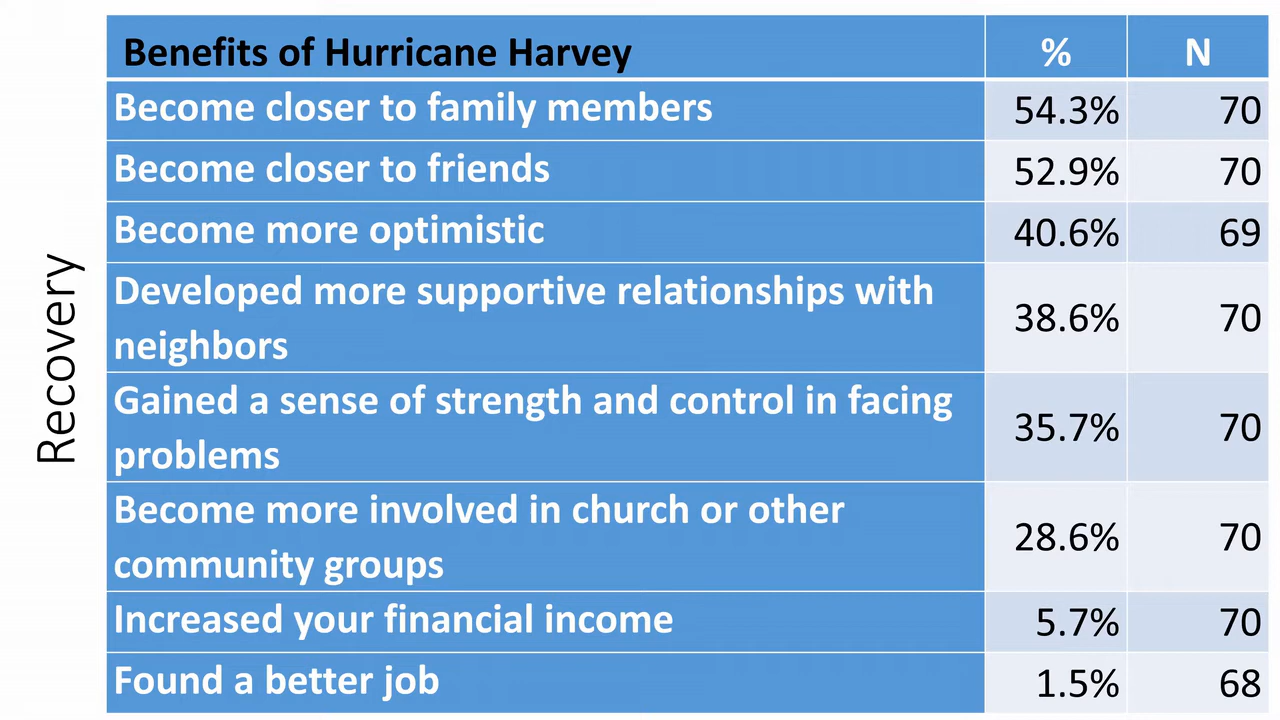 Recovery
Benefits of Hurricane Harvey % N
Become closer to family members 54.3% 70
Become closer to friends 52.9% 70
Become more optimistic 40.6% 69
Developed more supportive relationships with
neighbors 38.6% 70
Gained a sense of strength and control in facing
problems 35.7% 70
Become more involved in church or other
community groups 28.6% 70
Increased your financial income 5.7% 70
Found a better job 1.5% 68